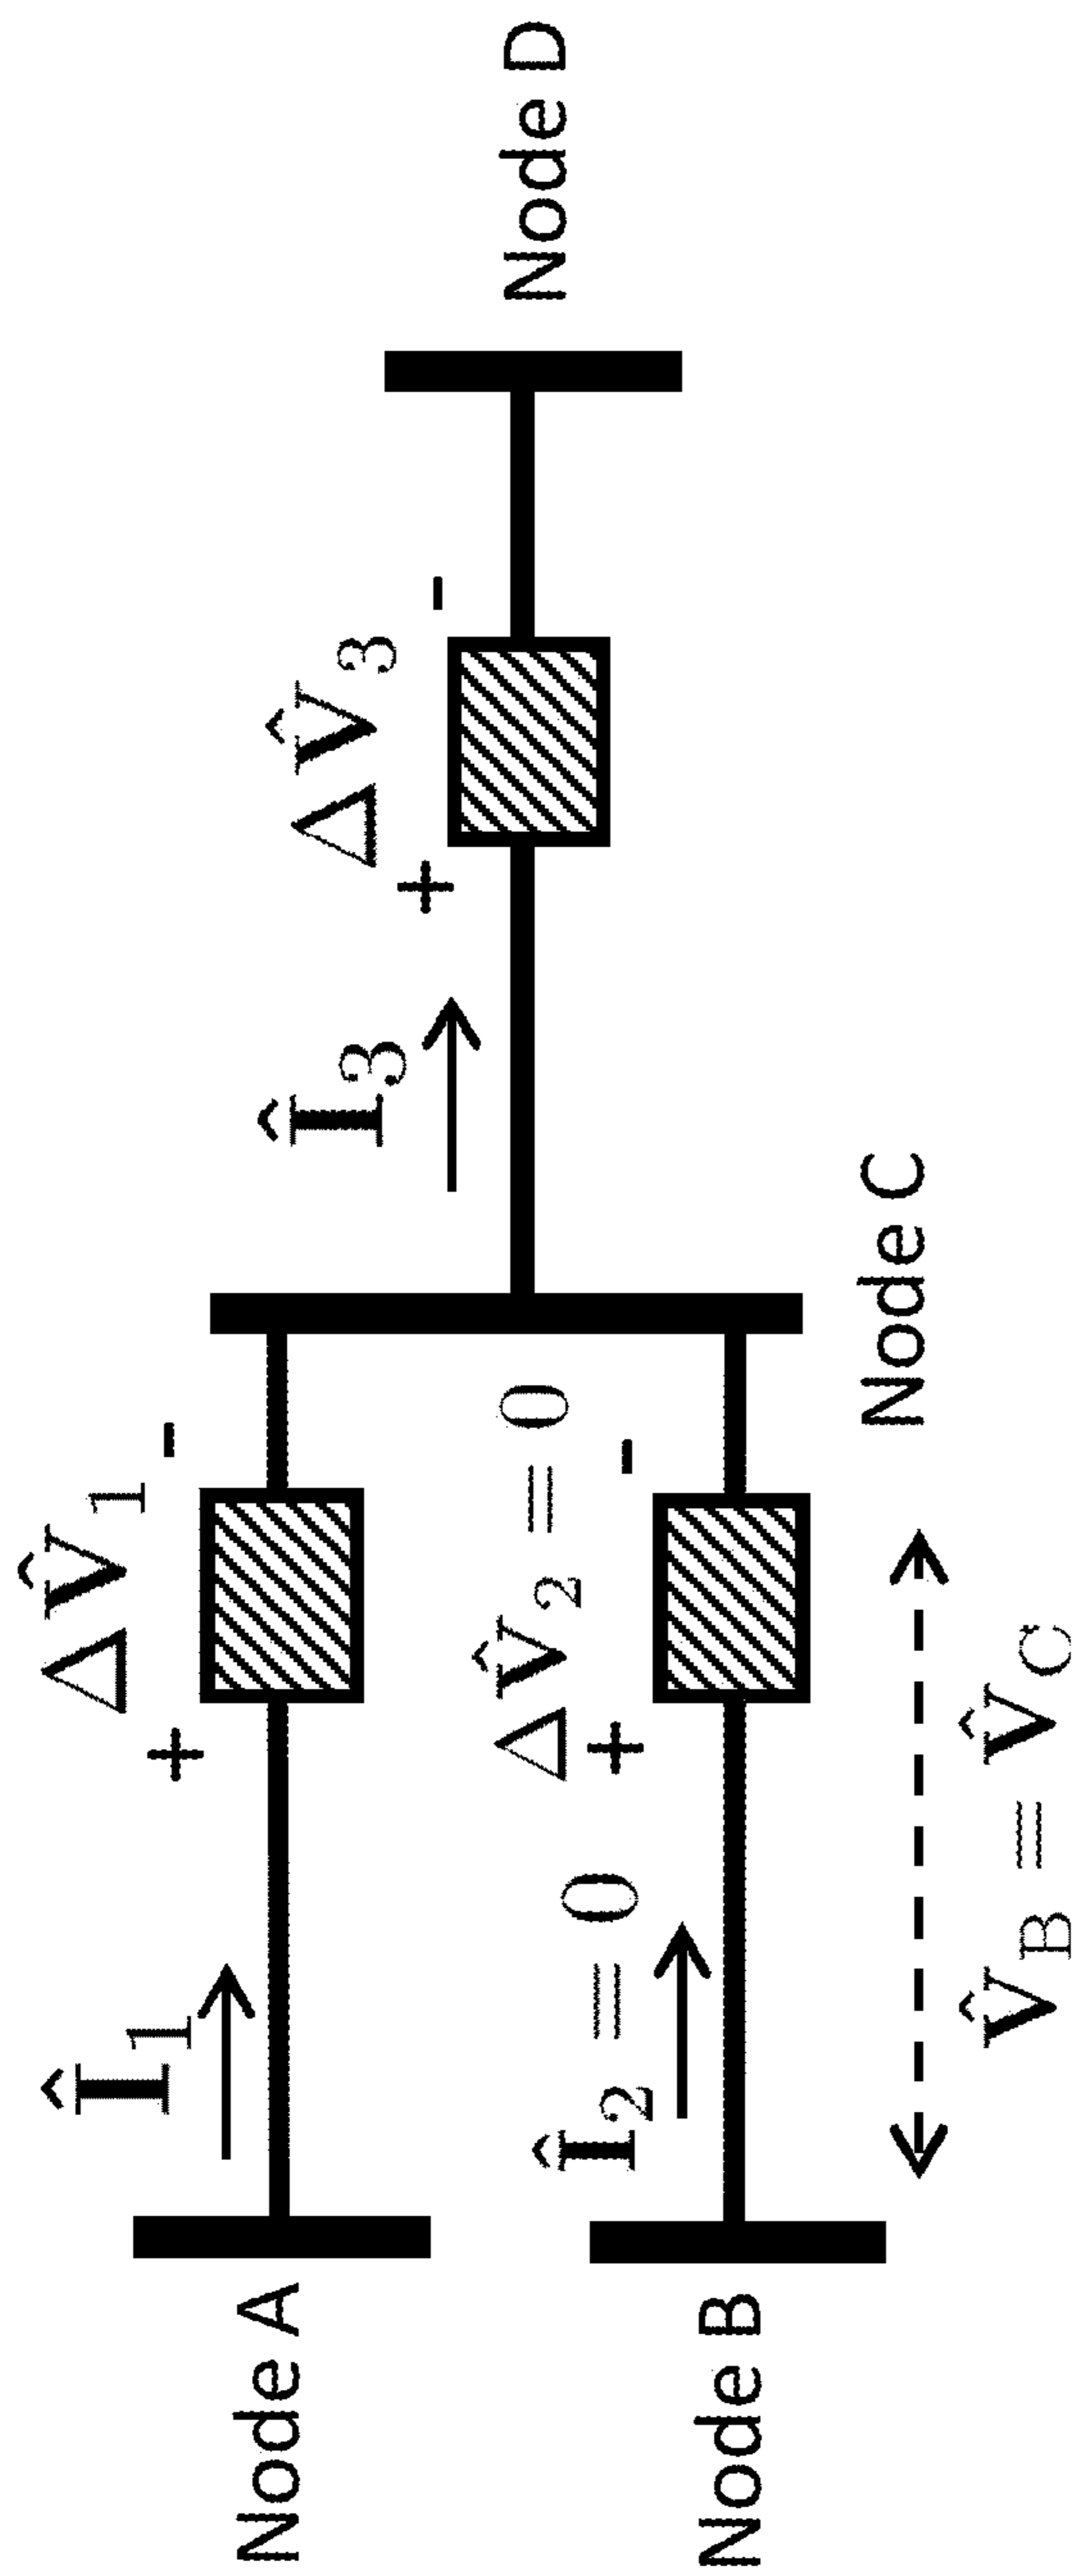 Node A
Î₁
+ ΔV̂₁ -
Node B
Î₂ = 0
+ ΔV̂₂ = 0 -
V̂_B = V̂_C
Node C
Î₃
+ ΔV̂₃ -
Node D